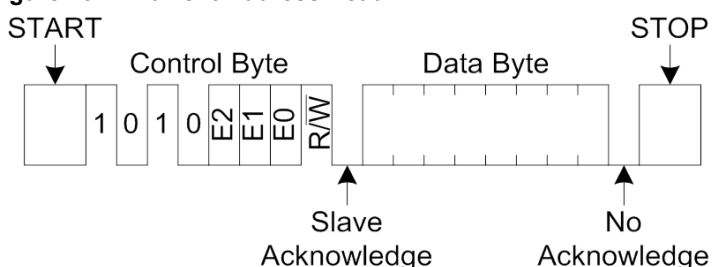 START STOP
Control Byte Data Byte
1 0 1 0 E2 E1 E0 R/W
Slave Acknowledge
No Acknowledge